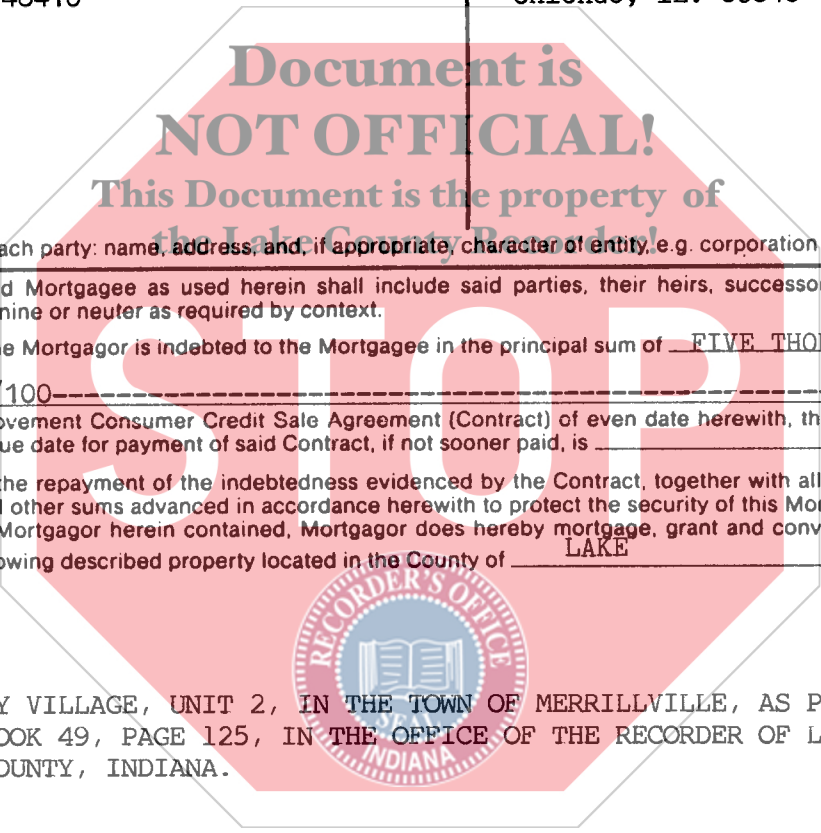 Document is
NOT OFFICIAL!
This Document is the property of
the Lake County Recorder!
ach party: name, address, and, if appropriate, character of entity, e.g. corporation
d Mortgagee as used herein shall include said parties, their heirs, successo
nine or neuter as required by context.
e Mortgagor is indebted to the Mortgagee in the principal sum of FIVE THO
/100
ovement Consumer Credit Sale Agreement (Contract) of even date herewith, th
ue date for payment of said Contract, if not sooner paid, is
the repayment of the indebtedness evidenced by the Contract, together with all
other sums advanced in accordance herewith to protect the security of this Mo
Mortgagor herein contained, Mortgagor does hereby mortgage, grant and conv
owing described property located in the County of LAKE
STOP
RECORDER'S OFFICE
SEAL
INDIANA
Y VILLAGE, UNIT 2, IN THE TOWN OF MERRILLVILLE, AS P
OOK 49, PAGE 125, IN THE OFFICE OF THE RECORDER OF L
OUNTY, INDIANA.